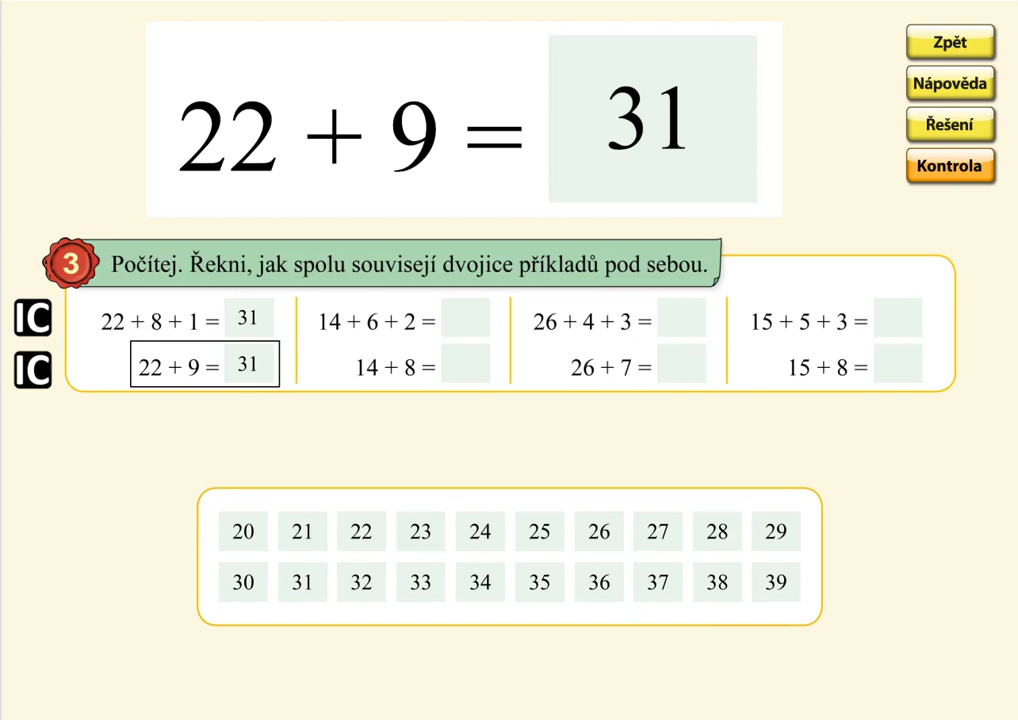 22 + 9 = 31
Zpět
Nápověda
Řešení
Kontrola
3 Počítej. Řekni, jak spolu souvisejí dvojice příkladů pod sebou.
IC 22 + 8 + 1 = 31 14 + 6 + 2 = 26 + 4 + 3 = 15 + 5 + 3 =
IC 22 + 9 = 31 14 + 8 = 26 + 7 = 15 + 8 =
20 21 22 23 24 25 26 27 28 29
30 31 32 33 34 35 36 37 38 39